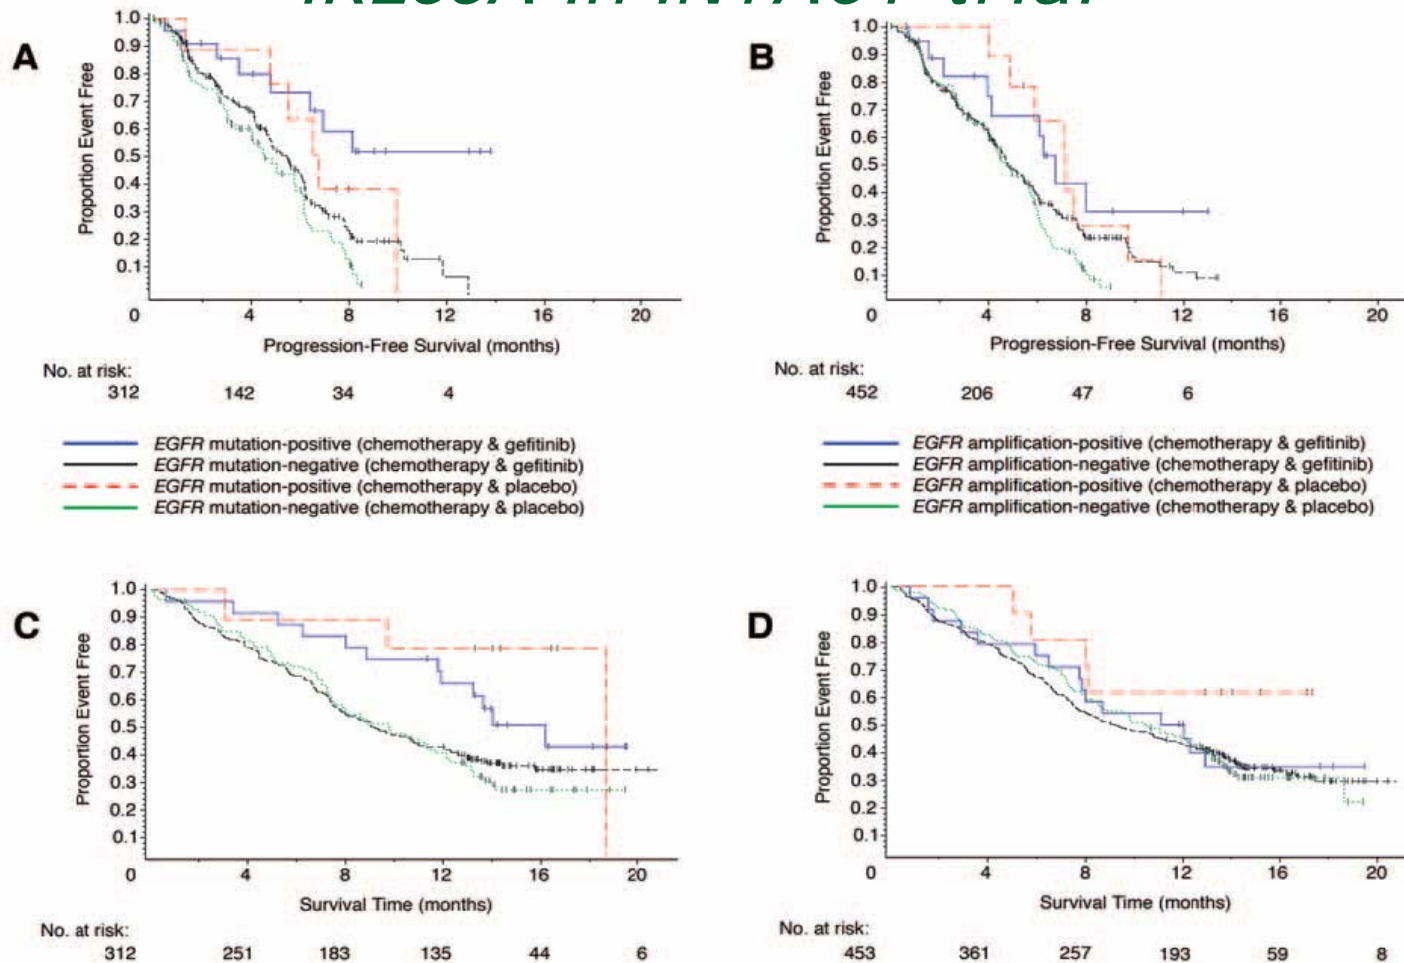 IRESSA in INTACT trial
A
B
1.0
0.9
0.8
0.7
0.6
0.5
0.4
0.3
0.2
0.1
Proportion Event Free
0 4 8 12 16 20
Progression-Free Survival (months)
No. at risk:
312 142 34 4
1.0
0.9
0.8
0.7
0.6
0.5
0.4
0.3
0.2
0.1
Proportion Event Free
0 4 8 12 16 20
Progression-Free Survival (months)
No. at risk:
452 206 47 6
EGFR mutation-positive (chemotherapy & gefitinib)
EGFR mutation-negative (chemotherapy & gefitinib)
EGFR mutation-positive (chemotherapy & placebo)
EGFR mutation-negative (chemotherapy & placebo)
EGFR amplification-positive (chemotherapy & gefitinib)
EGFR amplification-negative (chemotherapy & gefitinib)
EGFR amplification-positive (chemotherapy & placebo)
EGFR amplification-negative (chemotherapy & placebo)
C
D
1.0
0.9
0.8
0.7
0.6
0.5
0.4
0.3
0.2
0.1
Proportion Event Free
0 4 8 12 16 20
Survival Time (months)
No. at risk:
312 251 183 135 44 6
1.0
0.9
0.8
0.7
0.6
0.5
0.4
0.3
0.2
0.1
Proportion Event Free
0 4 8 12 16 20
Survival Time (months)
No. at risk:
453 361 257 193 59 8